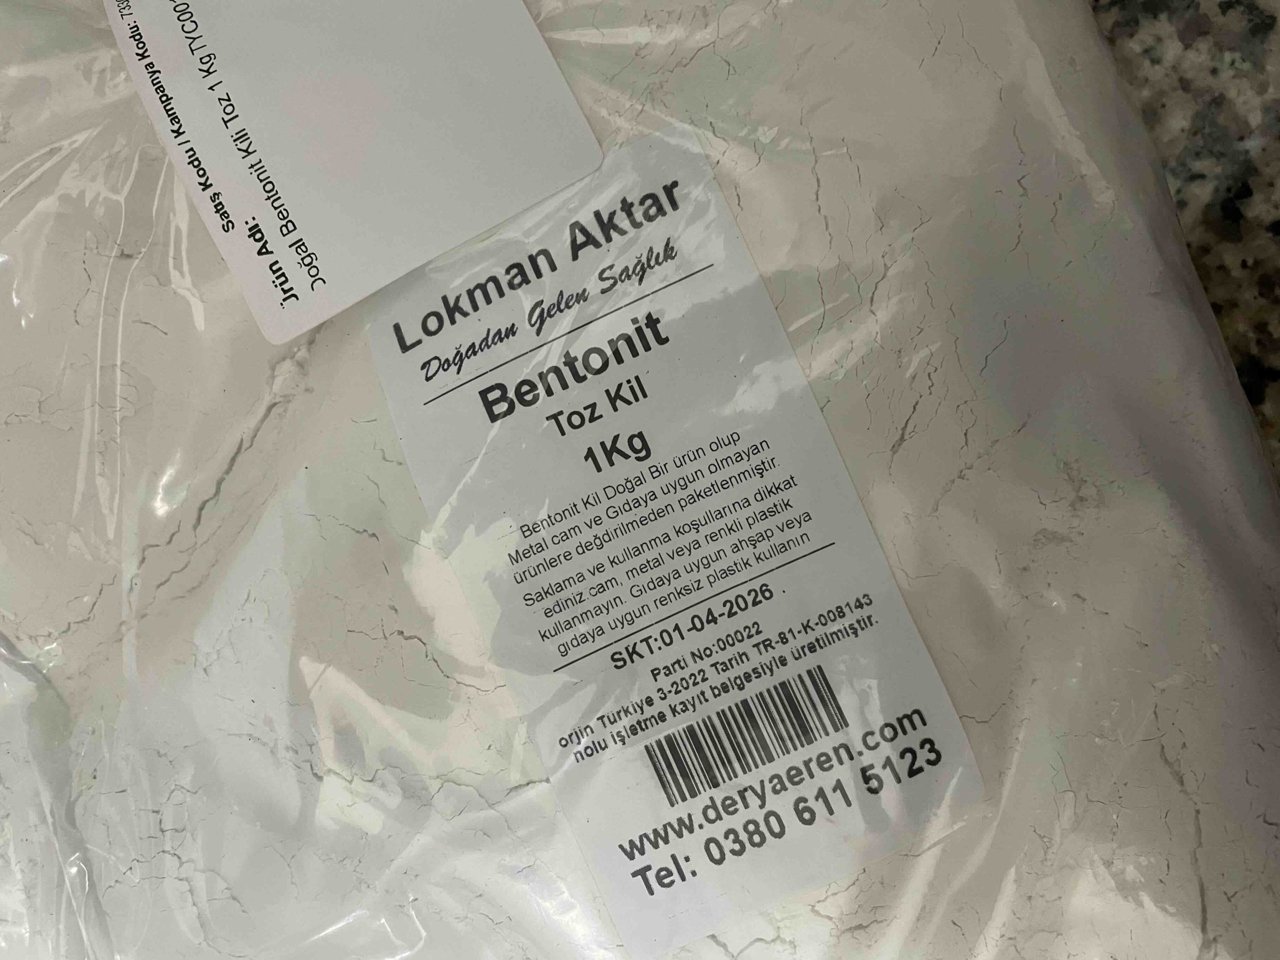 Satış Kodu / Kampanya Kodu:
Ürün Adı:
Doğal Bentonit Kili Toz 1 Kg
Lokman Aktar
Doğadan Gelen Sağlık
Bentonit
Toz Kil
1Kg
Bentonit Kil Doğal Bir ürün olup
Metal cam ve Gıdaya uygun olmayan
ürünlere değdirilmeden paketlenmiştir.
Saklama ve kullanma koşullarına dikkat
ediniz.cam, metal veya renkli plastik
kullanmayın. Gıdaya uygun ahşap veya
gıdaya uygun renksiz plastik kullanın
SKT:01-04-2026
Parti No:00022
orjin Türkiye 3-2022 Tarih TR-81-K-008143
nolu işletme kayıt belgesiyle üretilmiştir.
www.deryaeren.com
Tel: 0380 611 5123